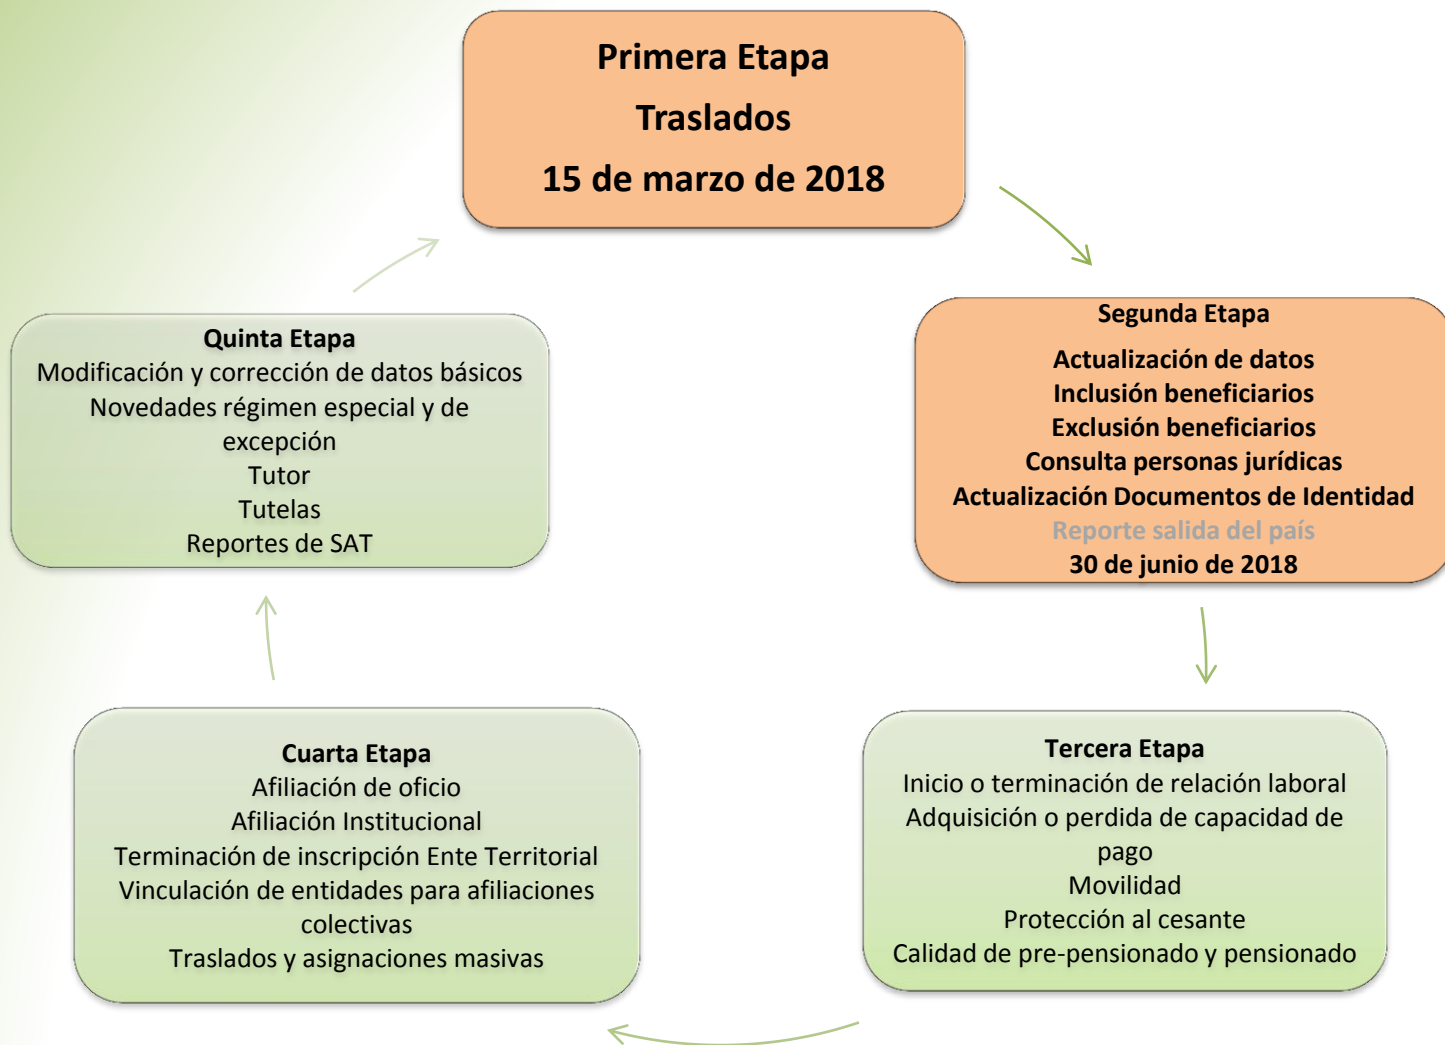 Primera Etapa
Traslados
15 de marzo de 2018
Segunda Etapa
Actualización de datos
Inclusión beneficiarios
Exclusión beneficiarios
Consulta personas jurídicas
Actualización Documentos de Identidad
Reporte salida del país
30 de junio de 2018
Tercera Etapa
Inicio o terminación de relación laboral
Adquisición o perdida de capacidad de
pago
Movilidad
Protección al cesante
Calidad de pre-pensionado y pensionado
Cuarta Etapa
Afiliación de oficio
Afiliación Institucional
Terminación de inscripción Ente Territorial
Vinculación de entidades para afiliaciones
colectivas
Traslados y asignaciones masivas
Quinta Etapa
Modificación y corrección de datos básicos
Novedades régimen especial y de
excepción
Tutor
Tutelas
Reportes de SAT